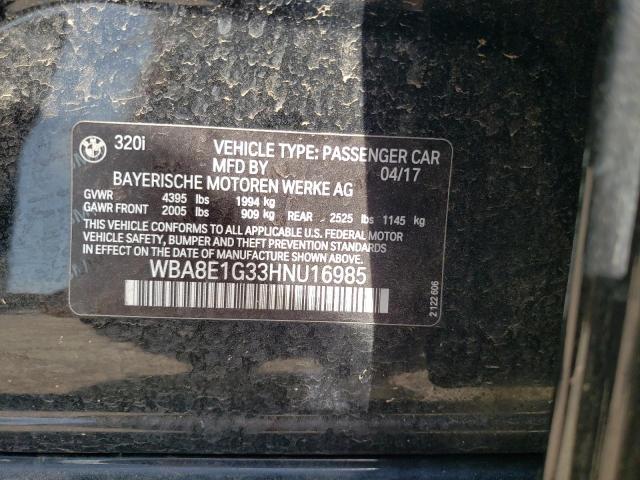 320i VEHICLE TYPE: PASSENGER CAR
MFD BY 04/17
BAYERISCHE MOTOREN WERKE AG
GVWR 4395 lbs 1994 kg
GAWR FRONT 2005 lbs 909 kg REAR 2525 lbs 1145 kg
THIS VEHICLE CONFORMS TO ALL APPLICABLE U.S. FEDERAL MOTOR
VEHICLE SAFETY, BUMPER AND THEFT PREVENTION STANDARDS IN
EFFECT ON THE DATE OF MANUFACTURE SHOWN ABOVE.
WBA8E1G33HNU16985
2 122 606